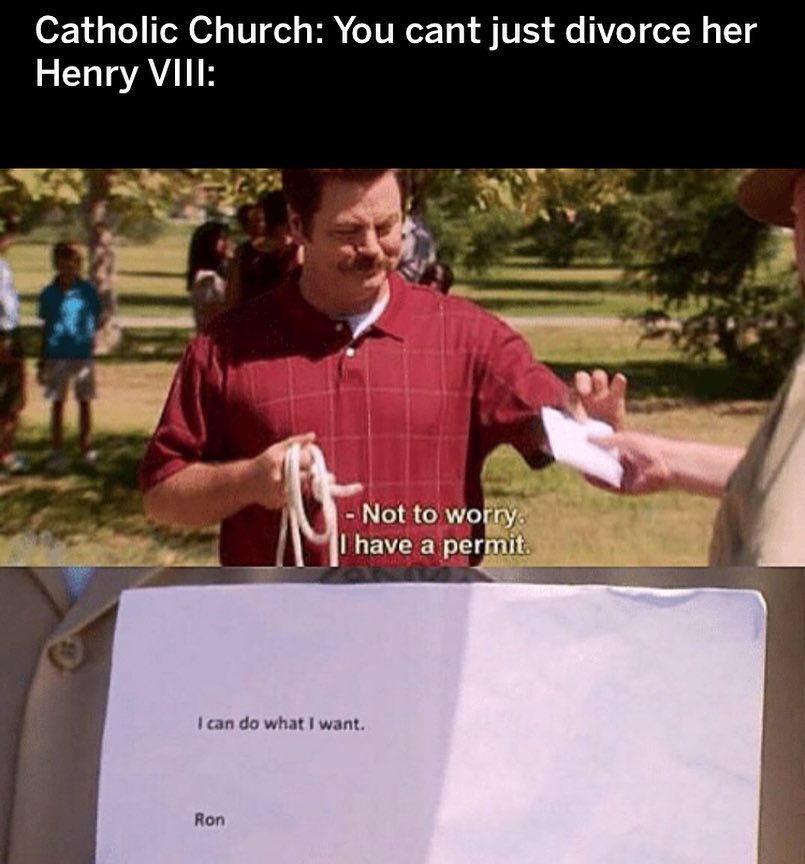 Catholic Church: You cant just divorce her
Henry VIII:
- Not to worry.
I have a permit.
I can do what I want.
Ron